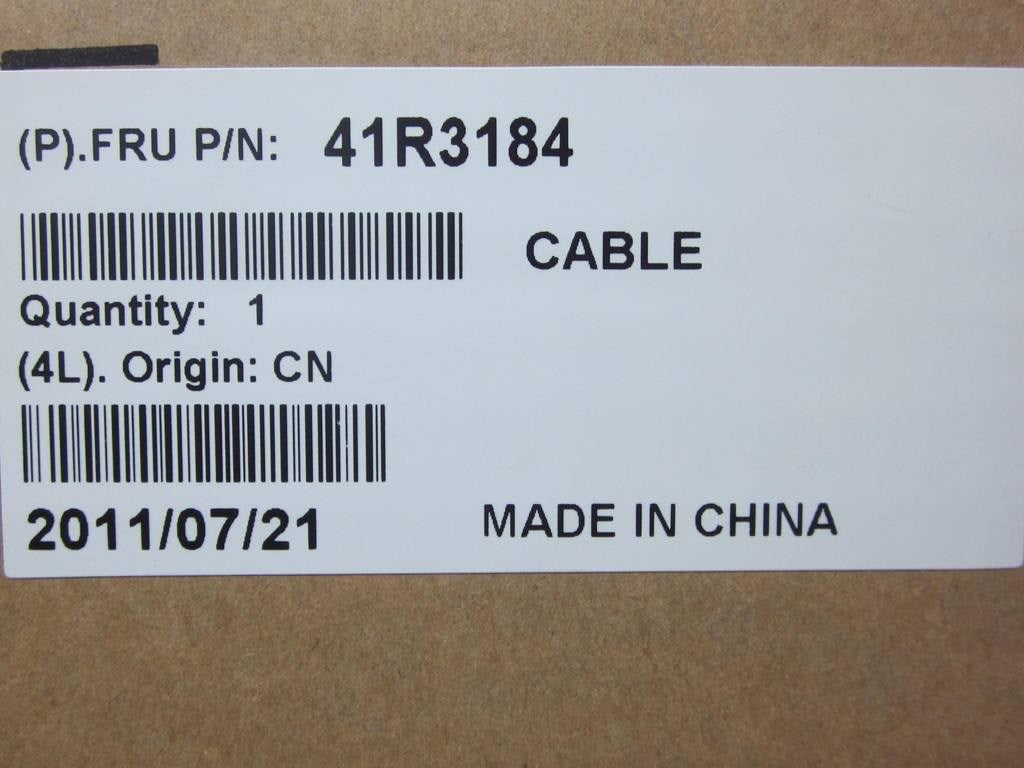 (P).FRU P/N: 41R3184
CABLE
Quantity: 1
(4L). Origin: CN
2011/07/21 MADE IN CHINA